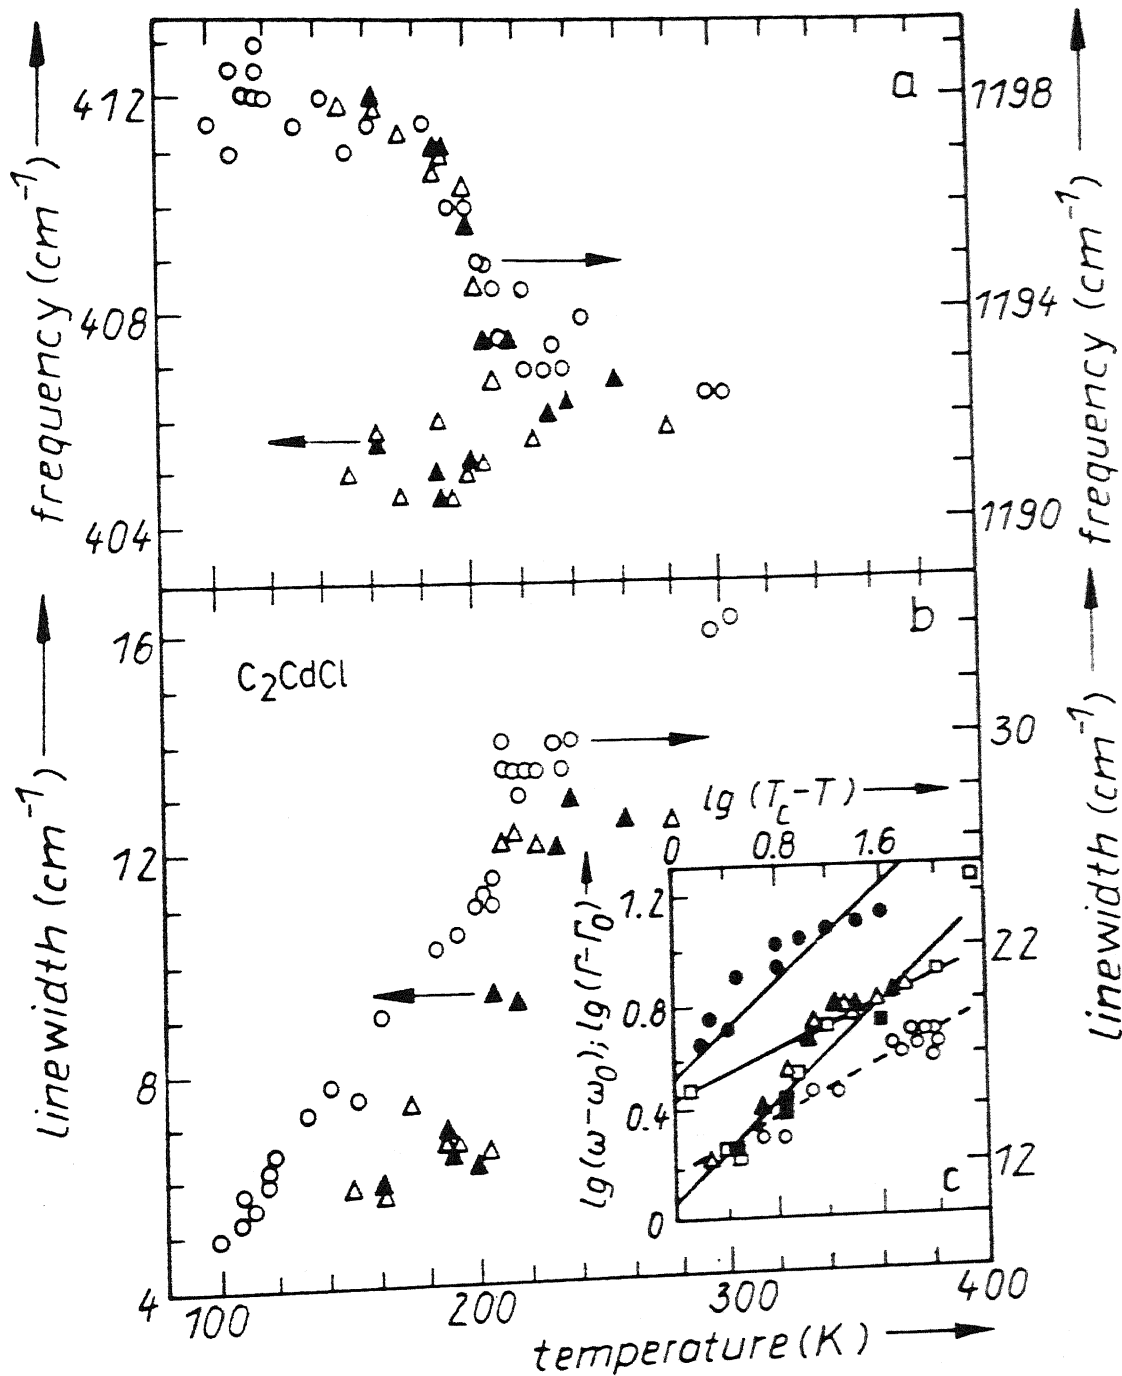 a
412
408
404
frequency (cm⁻¹)
1198
1194
1190
frequency (cm⁻¹)
b
C₂CdCl
16
12
8
4
linewidth (cm⁻¹)
30
22
12
linewidth (cm⁻¹)
lg (T_c-T)
0 0.8 1.6
1.2
0.8
0.4
0
lg(ω-ω₀); lg(Γ-Γ₀)
c
100 200 300 400
temperature (K)